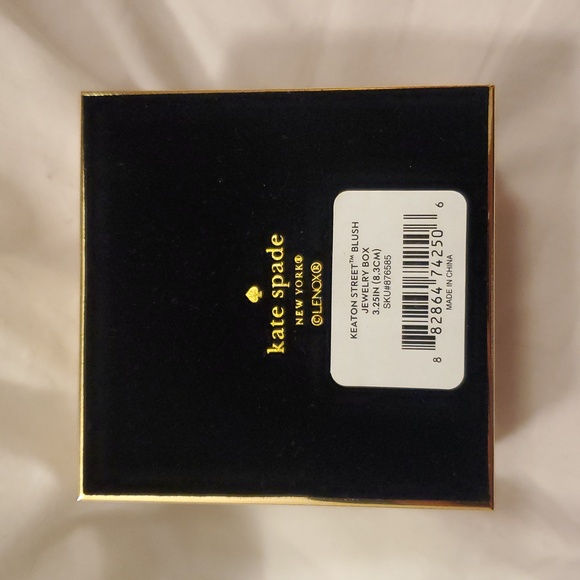 kate spade
NEW YORK®
©LENOX®
KEATON STREET™ BLUSH
JEWELRY BOX
3.25IN (8.3CM)
SKU#876585
8 82864 74250 6
MADE IN CHINA